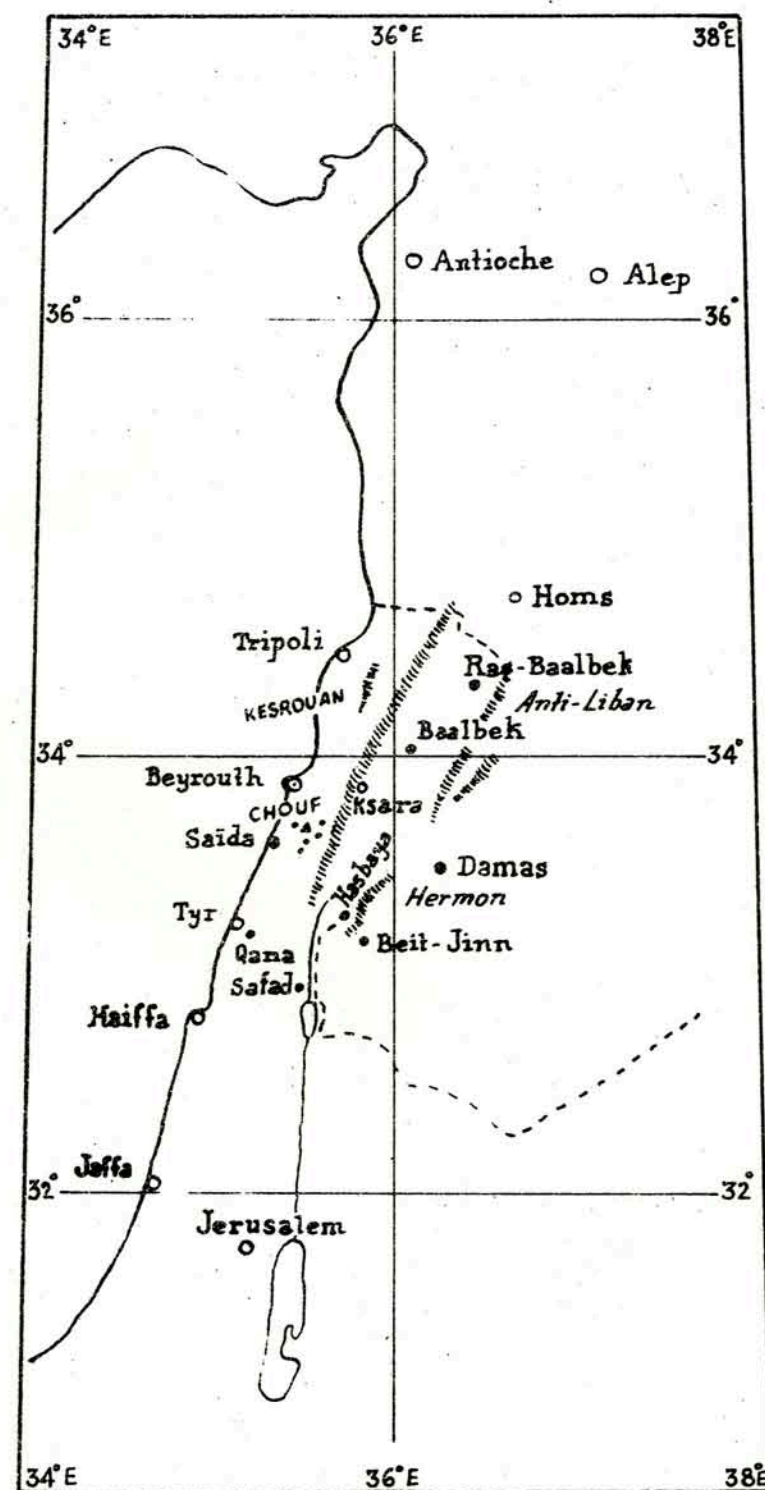 34°E 36°E 38°E
Antioche
Alep
36° 36°
Homs
Tripoli
Ras-Baalbek
KESROUAN
Anti-Liban
Baalbek
34° 34°
Beyrouth
Ksara
CHOUF
Saïda
Hasbaya
Damas
Hermon
Tyr
Qana
Beit-Jinn
Safad
Haiffa
Jaffa
32° 32°
Jerusalem
34°E 36°E 38°E